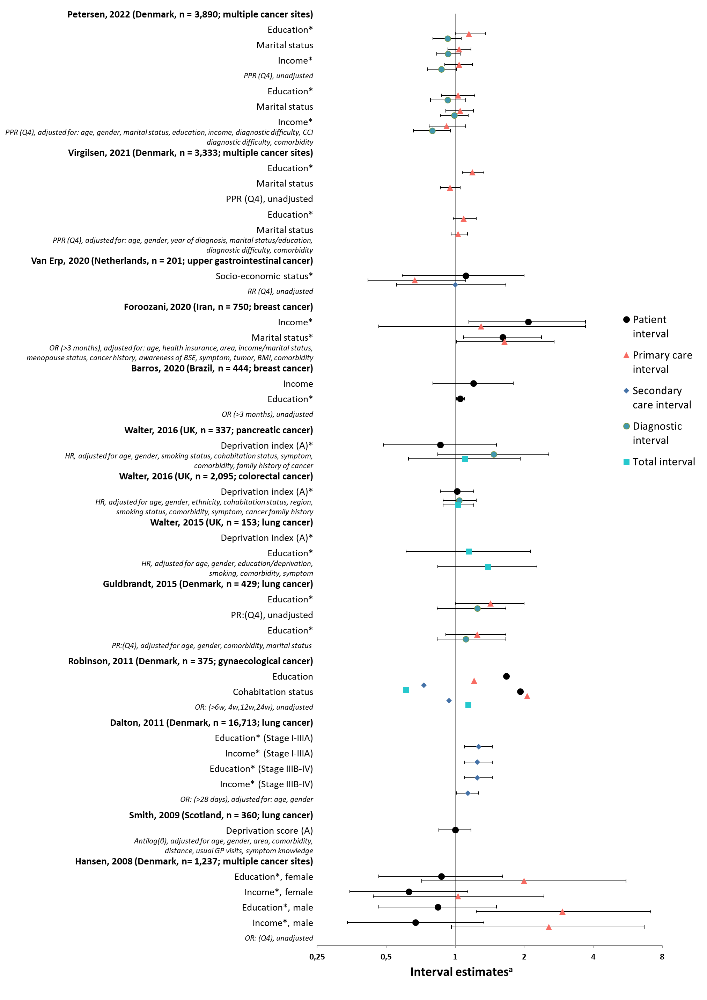 Petersen, 2022 (Denmark, n = 3,890; multiple cancer sites)
Education*
Marital status
Income*
PPR (Q4), unadjusted
Education*
Marital status
Income*
PPR (Q4), adjusted for: age, gender, marital status, education, income, diagnostic difficulty, CCI
diagnostic difficulty, comorbidity
Virgilsen, 2021 (Denmark, n = 3,333; multiple cancer sites)
Education*
Marital status
PPR (Q4), unadjusted
Education*
Marital status
PPR (Q4), adjusted for: age, gender, year of diagnosis, marital status/education,
diagnostic difficulty, comorbidity
Van Erp, 2020 (Netherlands, n = 201; upper gastrointestinal cancer)
Socio-economic status*
RR (Q4), unadjusted
Foroozani, 2020 (Iran, n = 750; breast cancer)
Income*
Marital status*
OR (>3 months), adjusted for: age, health insurance, area, income/marital status,
menopause status, cancer history, awareness of BSE, symptom, tumor, BMI, comorbidity
Barros, 2020 (Brazil, n = 444; breast cancer)
Income
Education*
OR (>3 months), unadjusted
Walter, 2016 (UK, n = 337; pancreatic cancer)
Deprivation index (A)*
HR, adjusted for age, gender, smoking status, cohabitation status, symptom,
comorbidity, family history of cancer
Walter, 2016 (UK, n = 2,095; colorectal cancer)
Deprivation index (A)*
HR, adjusted for age, gender, ethnicity, cohabitation status, region,
smoking status, comorbidity, symptom, cancer family history
Walter, 2015 (UK, n = 153; lung cancer)
Deprivation index (A)*
Education*
HR, adjusted for age, gender, education/deprivation,
smoking, comorbidity, symptom
Guldbrandt, 2015 (Denmark, n = 429; lung cancer)
Education*
PR:(Q4), unadjusted
Education*
PR:(Q4), adjusted for age, gender, comorbidity, marital status
Robinson, 2011 (Denmark, n = 375; gynaecological cancer)
Education
Cohabitation status
OR: (>6w, 4w,12w,24w), unadjusted
Dalton, 2011 (Denmark, n = 16,713; lung cancer)
Education* (Stage I-IIIA)
Income* (Stage I-IIIA)
Education* (Stage IIIB-IV)
Income* (Stage IIIB-IV)
OR: (>28 days), adjusted for: age, gender
Smith, 2009 (Scotland, n = 360; lung cancer)
Deprivation score (A)
Antilog(β), adjusted for age, gender, area, comorbidity,
distance, usual GP visits, symptom knowledge
Hansen, 2008 (Denmark, n= 1,237; multiple cancer sites)
Education*, female
Income*, female
Education*, male
Income*, male
OR: (Q4), unadjusted
0,25 0,5 1 2 4 8
Interval estimatesᵃ
Patient
interval
Primary care
interval
Secondary
care interval
Diagnostic
interval
Total interval